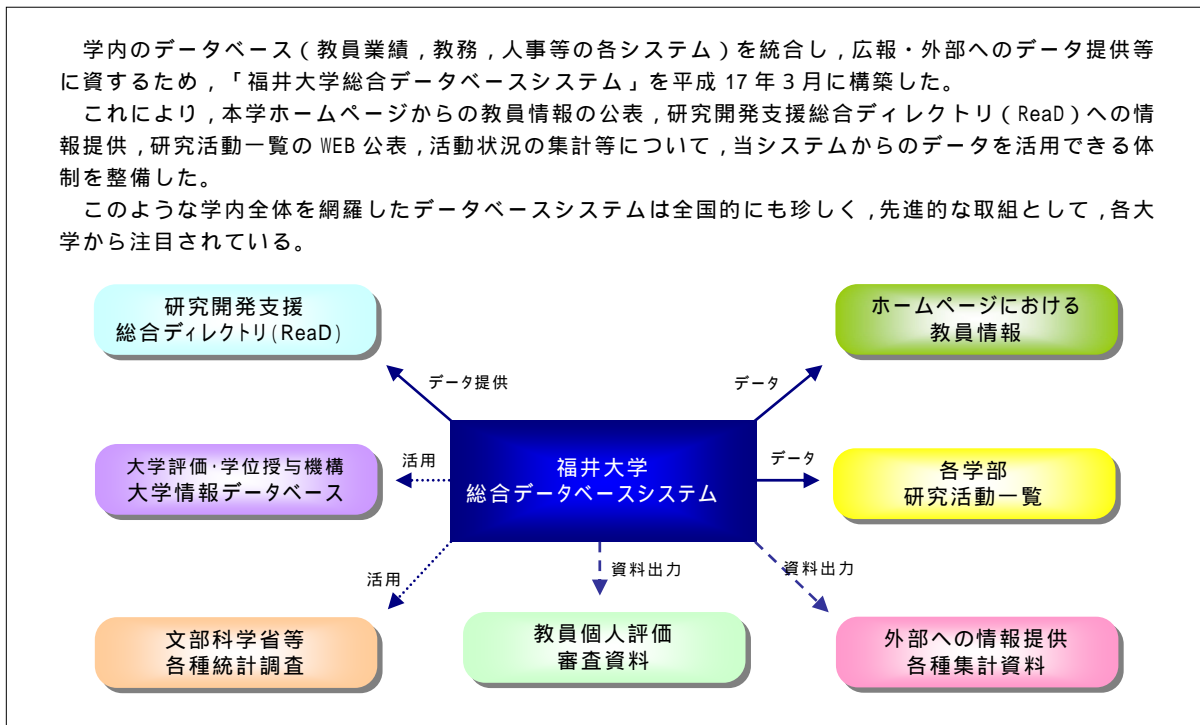 学内のデータベース（教員業績，教務，人事等の各システム）を統合し，広報・外部へのデータ提供等
に資するため，「福井大学総合データベースシステム」を平成 17 年 3 月に構築した。
これにより，本学ホームページからの教員情報の公表，研究開発支援総合ディレクトリ（ReaD）への情
報提供，研究活動一覧の WEB 公表，活動状況の集計等について，当システムからのデータを活用できる体
制を整備した。
このような学内全体を網羅したデータベースシステムは全国的にも珍しく，先進的な取組として，各大
学から注目されている。
研究開発支援
総合ディレクトリ(ReaD)
ホームページにおける
教員情報
データ提供
データ
大学評価･学位授与機構
大学情報データベース
活用
福井大学
総合データベースシステム
データ
各学部
研究活動一覧
活用
資料出力
資料出力
文部科学省等
各種統計調査
教員個人評価
審査資料
外部への情報提供
各種集計資料